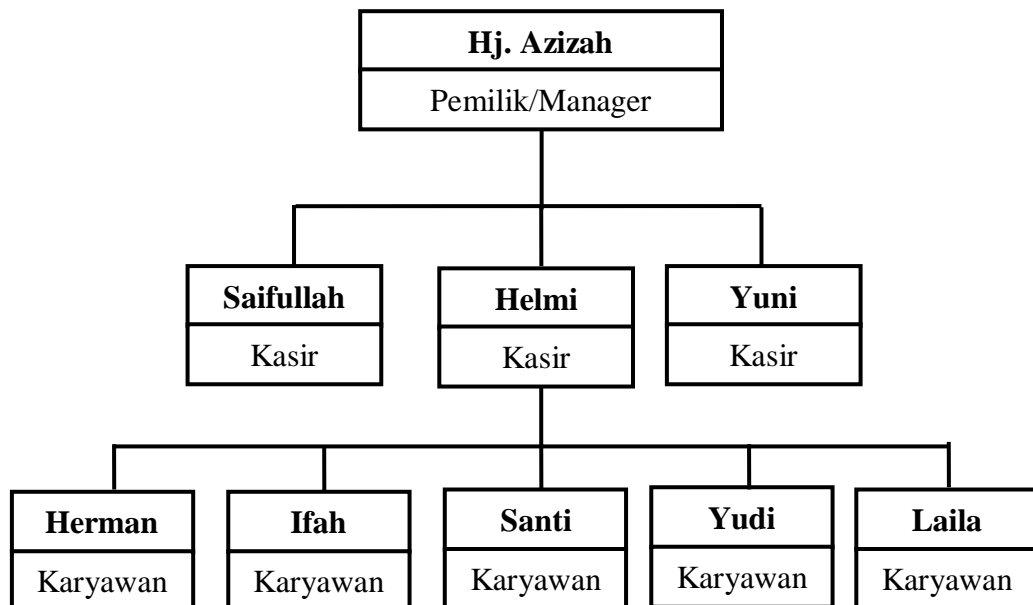 Hj. Azizah
Pemilik/Manager
Saifullah
Kasir
Helmi
Kasir
Yuni
Kasir
Herman
Karyawan
Ifah
Karyawan
Santi
Karyawan
Yudi
Karyawan
Laila
Karyawan